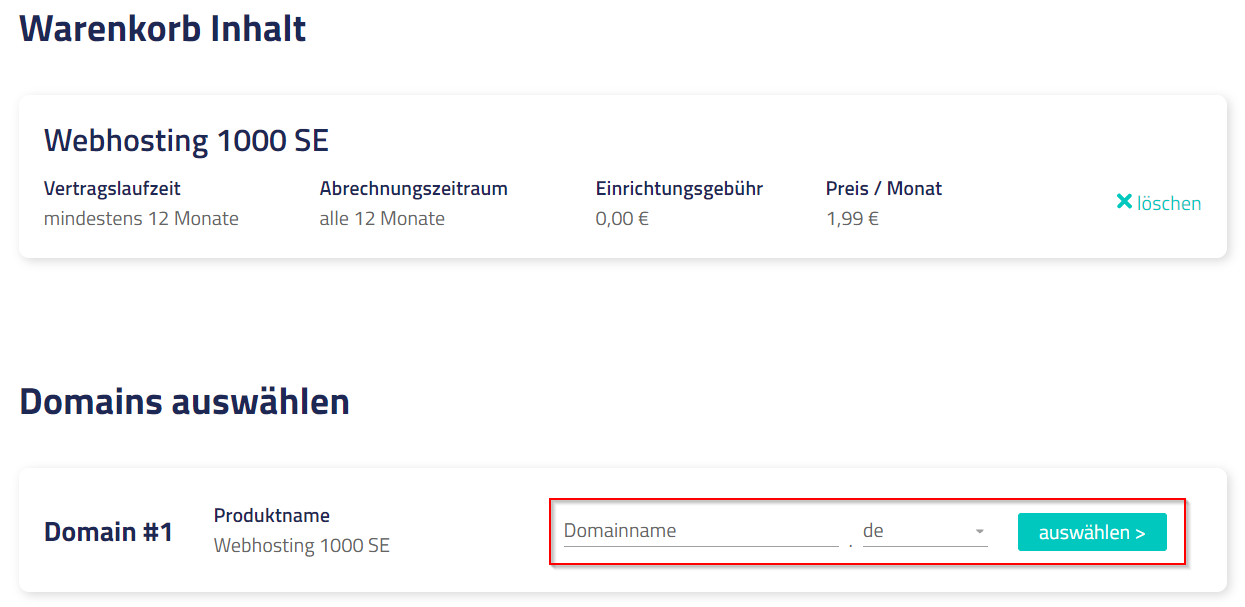 Warenkorb Inhalt
Webhosting 1000 SE
Vertragslaufzeit Abrechnungszeitraum Einrichtungsgebühr Preis / Monat
mindestens 12 Monate alle 12 Monate 0,00 € 1,99 €
löschen
Domains auswählen
Domain #1
Produktname
Webhosting 1000 SE
Domainname . de auswählen >